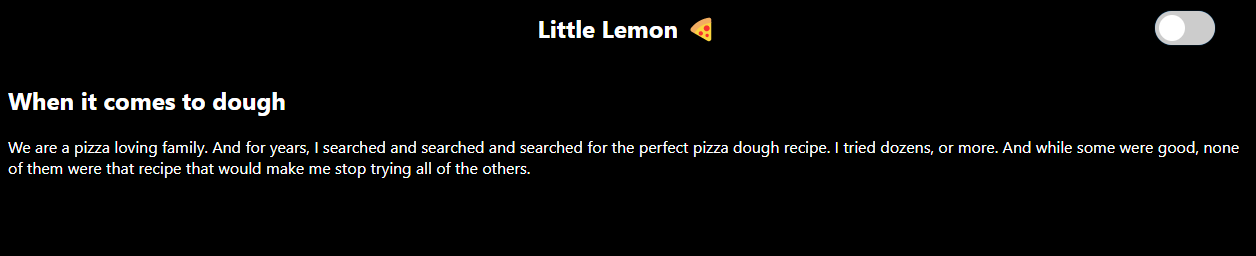 Little Lemon 🍕
When it comes to dough
We are a pizza loving family. And for years, I searched and searched and searched for the perfect pizza dough recipe. I tried dozens, or more. And while some were good, none
of them were that recipe that would make me stop trying all of the others.